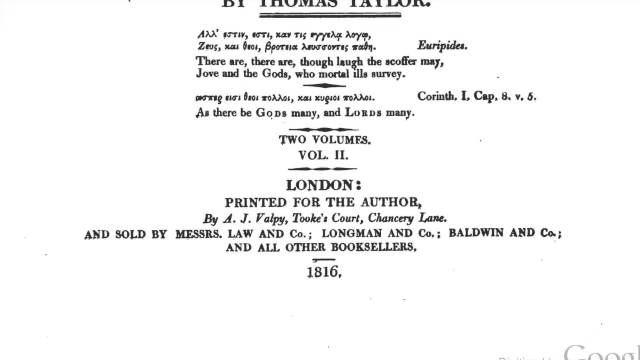 BY THOMAS TAYLOR.
Αλλ' εστιν, εστι, καν τις εγγελα λογῳ,
Ζευς, και θεοι, βροτεια λευσσοντες παθη. Euripides.
There are, there are, though laugh the scoffer may,
Jove and the Gods, who mortal ills survey.
ωσπερ εισι θεοι πολλοι, και κυριοι πολλοι. Corinth. I, Cap, 8. v. 5.
As there be GODS many, and LORDS many.
TWO VOLUMES.
VOL. II.
LONDON:
PRINTED FOR THE AUTHOR,
By A. J. Valpy, Tooke's Court, Chancery Lane.
AND SOLD BY MESSRS. LAW AND Co.; LONGMAN AND Co.; BALDWIN AND Co.;
AND ALL OTHER BOOKSELLERS.
1816.